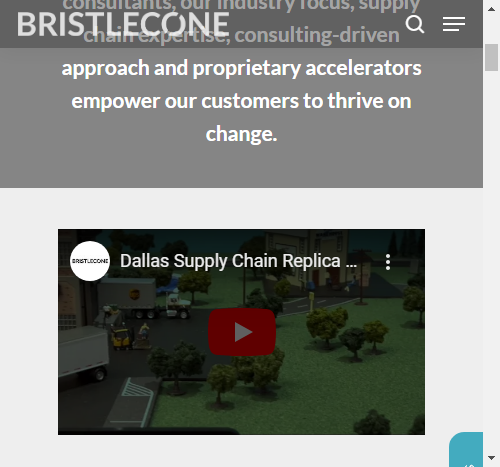 consultants, our industry focus, supply
BRISTLECONE
chain expertise, consulting-driven
approach and proprietary accelerators
empower our customers to thrive on
change.
BRISTLECONE
Dallas Supply Chain Replica ...